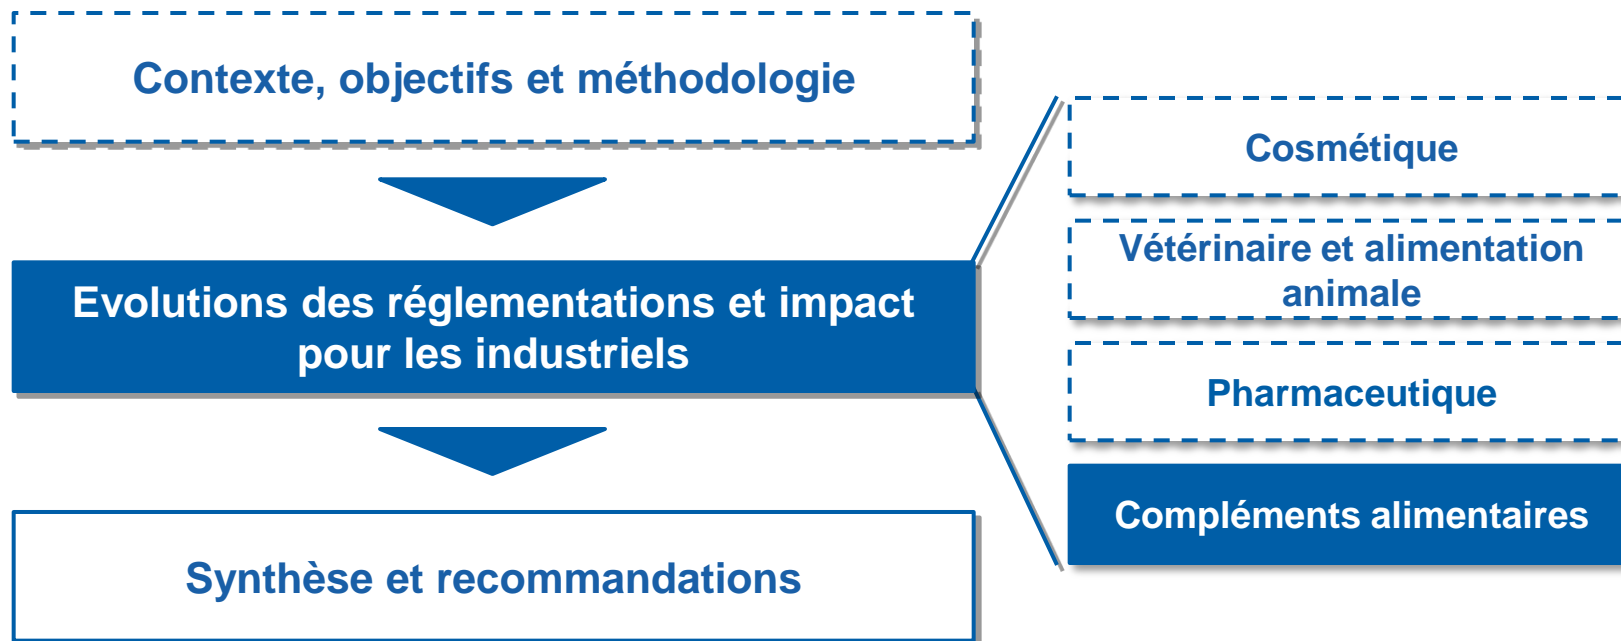 Contexte, objectifs et méthodologie
Evolutions des réglementations et impact
pour les industriels
Synthèse et recommandations
Cosmétique
Vétérinaire et alimentation
animale
Pharmaceutique
Compléments alimentaires